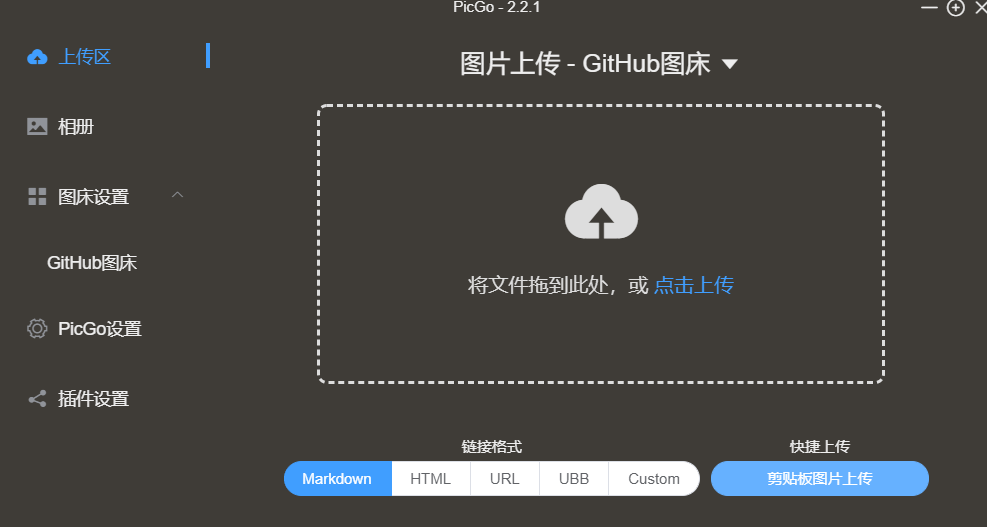 PicGo - 2.2.1
上传区
相册
图床设置
GitHub图床
PicGo设置
插件设置
图片上传 - GitHub图床
将文件拖到此处，或 点击上传
链接格式
Markdown HTML URL UBB Custom
快捷上传
剪贴板图片上传